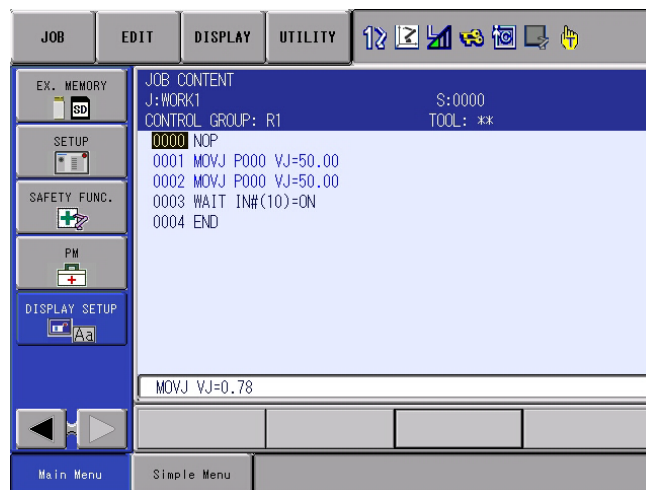 JOB EDIT DISPLAY UTILITY
EX. MEMORY
SD
SETUP
SAFETY FUNC.
PM
DISPLAY SETUP
Aa
JOB CONTENT
J:WORK1 S:0000
CONTROL GROUP: R1 TOOL: **
0000 NOP
0001 MOVJ P000 VJ=50.00
0002 MOVJ P000 VJ=50.00
0003 WAIT IN#(10)=ON
0004 END
MOVJ VJ=0.78
Main Menu Simple Menu